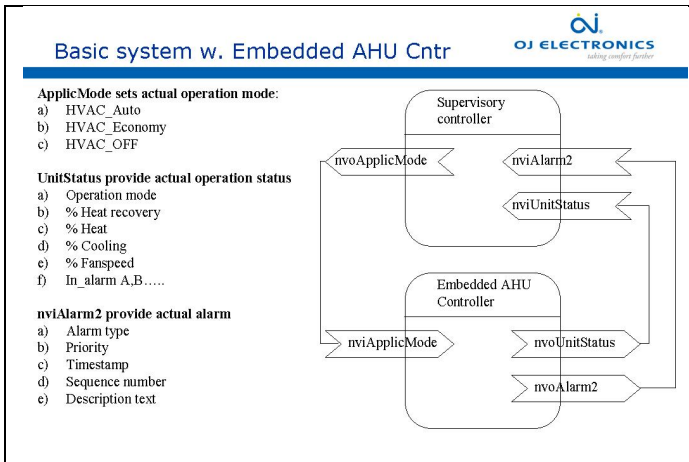 OJ ELECTRONICS
taking comfort further
Basic system w. Embedded AHU Cntr
ApplicMode sets actual operation mode:
a) HVAC_Auto
b) HVAC_Economy
c) HVAC_OFF
UnitStatus provide actual operation status
a) Operation mode
b) % Heat recovery
c) % Heat
d) % Cooling
e) % Fanspeed
f) In_alarm A,B.....
nviAlarm2 provide actual alarm
a) Alarm type
b) Priority
c) Timestamp
d) Sequence number
e) Description text
Supervisory
controller
nvoApplicMode
nviAlarm2
nviUnitStatus
Embedded AHU
Controller
nviApplicMode
nvoUnitStatus
nvoAlarm2